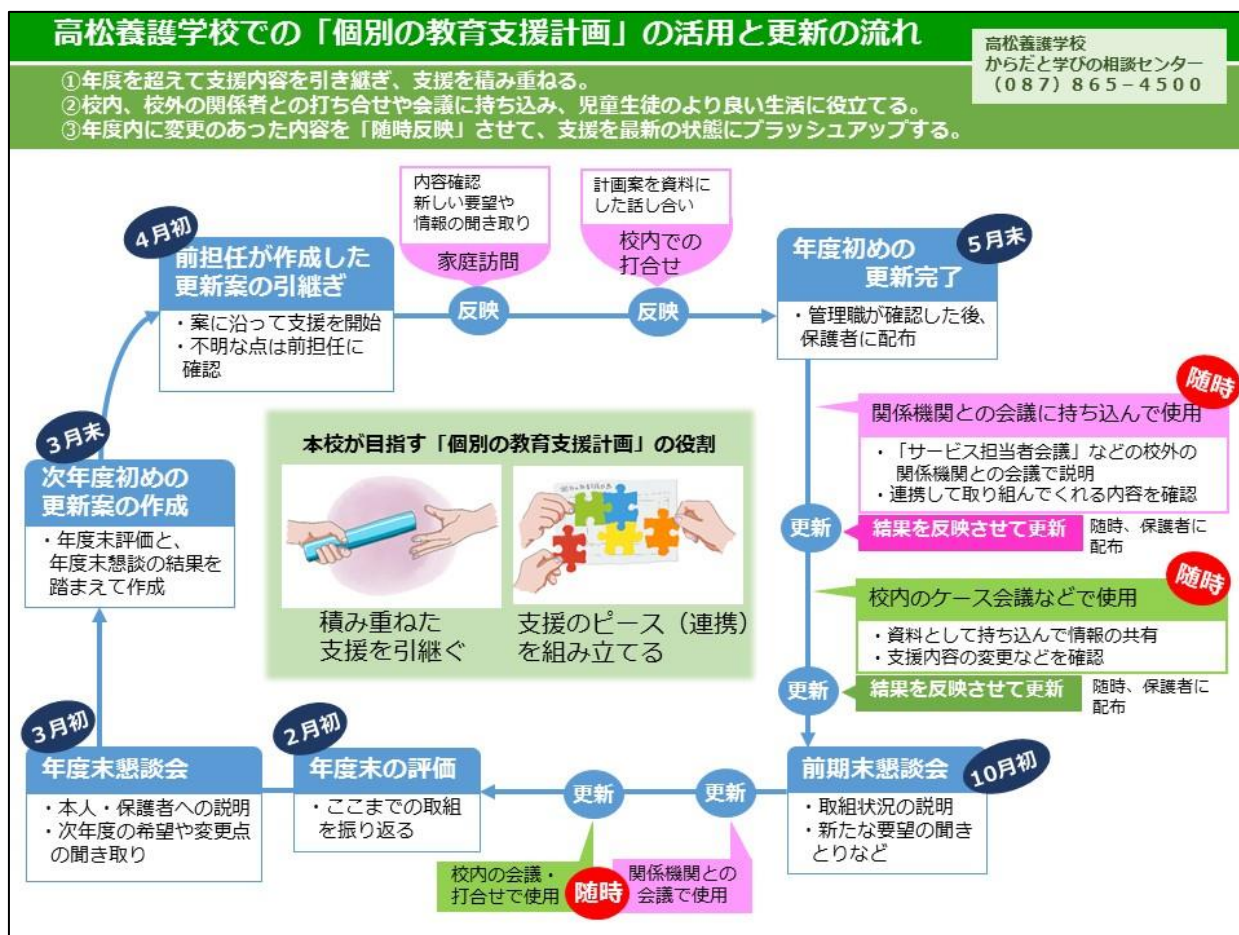 高松養護学校での「個別の教育支援計画」の活用と更新の流れ
高松養護学校
からだと学びの相談センター
(087)865-4500
①年度を超えて支援内容を引き継ぎ、支援を積み重ねる。
②校内、校外の関係者との打ち合せや会議に持ち込み、児童生徒のより良い生活に役立てる。
③年度内に変更のあった内容を「随時反映」させて、支援を最新の状態にブラッシュアップする。
4月初
前担任が作成した
更新案の引継ぎ
・案に沿って支援を開始
・不明な点は前担任に
確認
内容確認
新しい要望や
情報の聞き取り
家庭訪問
反映
計画案を資料に
した話し合い
校内での
打合せ
反映
5月末
年度初めの
更新完了
・管理職が確認した後、
保護者に配布
随時
関係機関との会議に持ち込んで使用
・「サービス担当者会議」などの校外の
関係機関との会議で説明
・連携して取り組んでくれる内容を確認
更新
結果を反映させて更新
随時、保護者に
配布
随時
校内のケース会議などで使用
・資料として持ち込んで情報の共有
・支援内容の変更などを確認
更新
結果を反映させて更新
随時、保護者に
配布
本校が目指す「個別の教育支援計画」の役割
積み重ねた
支援を引継ぐ
支援のピース(連携)
を組み立てる
10月初
前期末懇談会
・取組状況の説明
・新たな要望の聞き
とりなど
更新
関係機関との
会議で使用
随時
更新
校内の会議・
打合せで使用
2月初
年度末の評価
・ここまでの取組
を振り返る
3月初
年度末懇談会
・本人・保護者への説明
・次年度の希望や変更点
の聞き取り
3月末
次年度初めの
更新案の作成
・年度末評価と、
年度末懇談の結果を
踏まえて作成